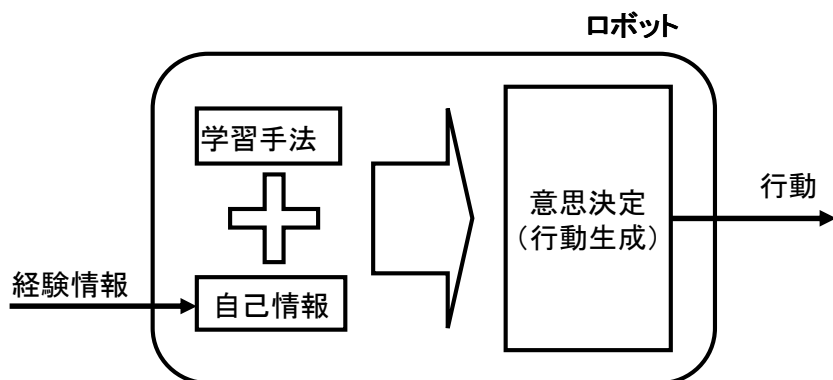 ロボット
学習手法
経験情報
自己情報
意思決定
(行動生成)
行動